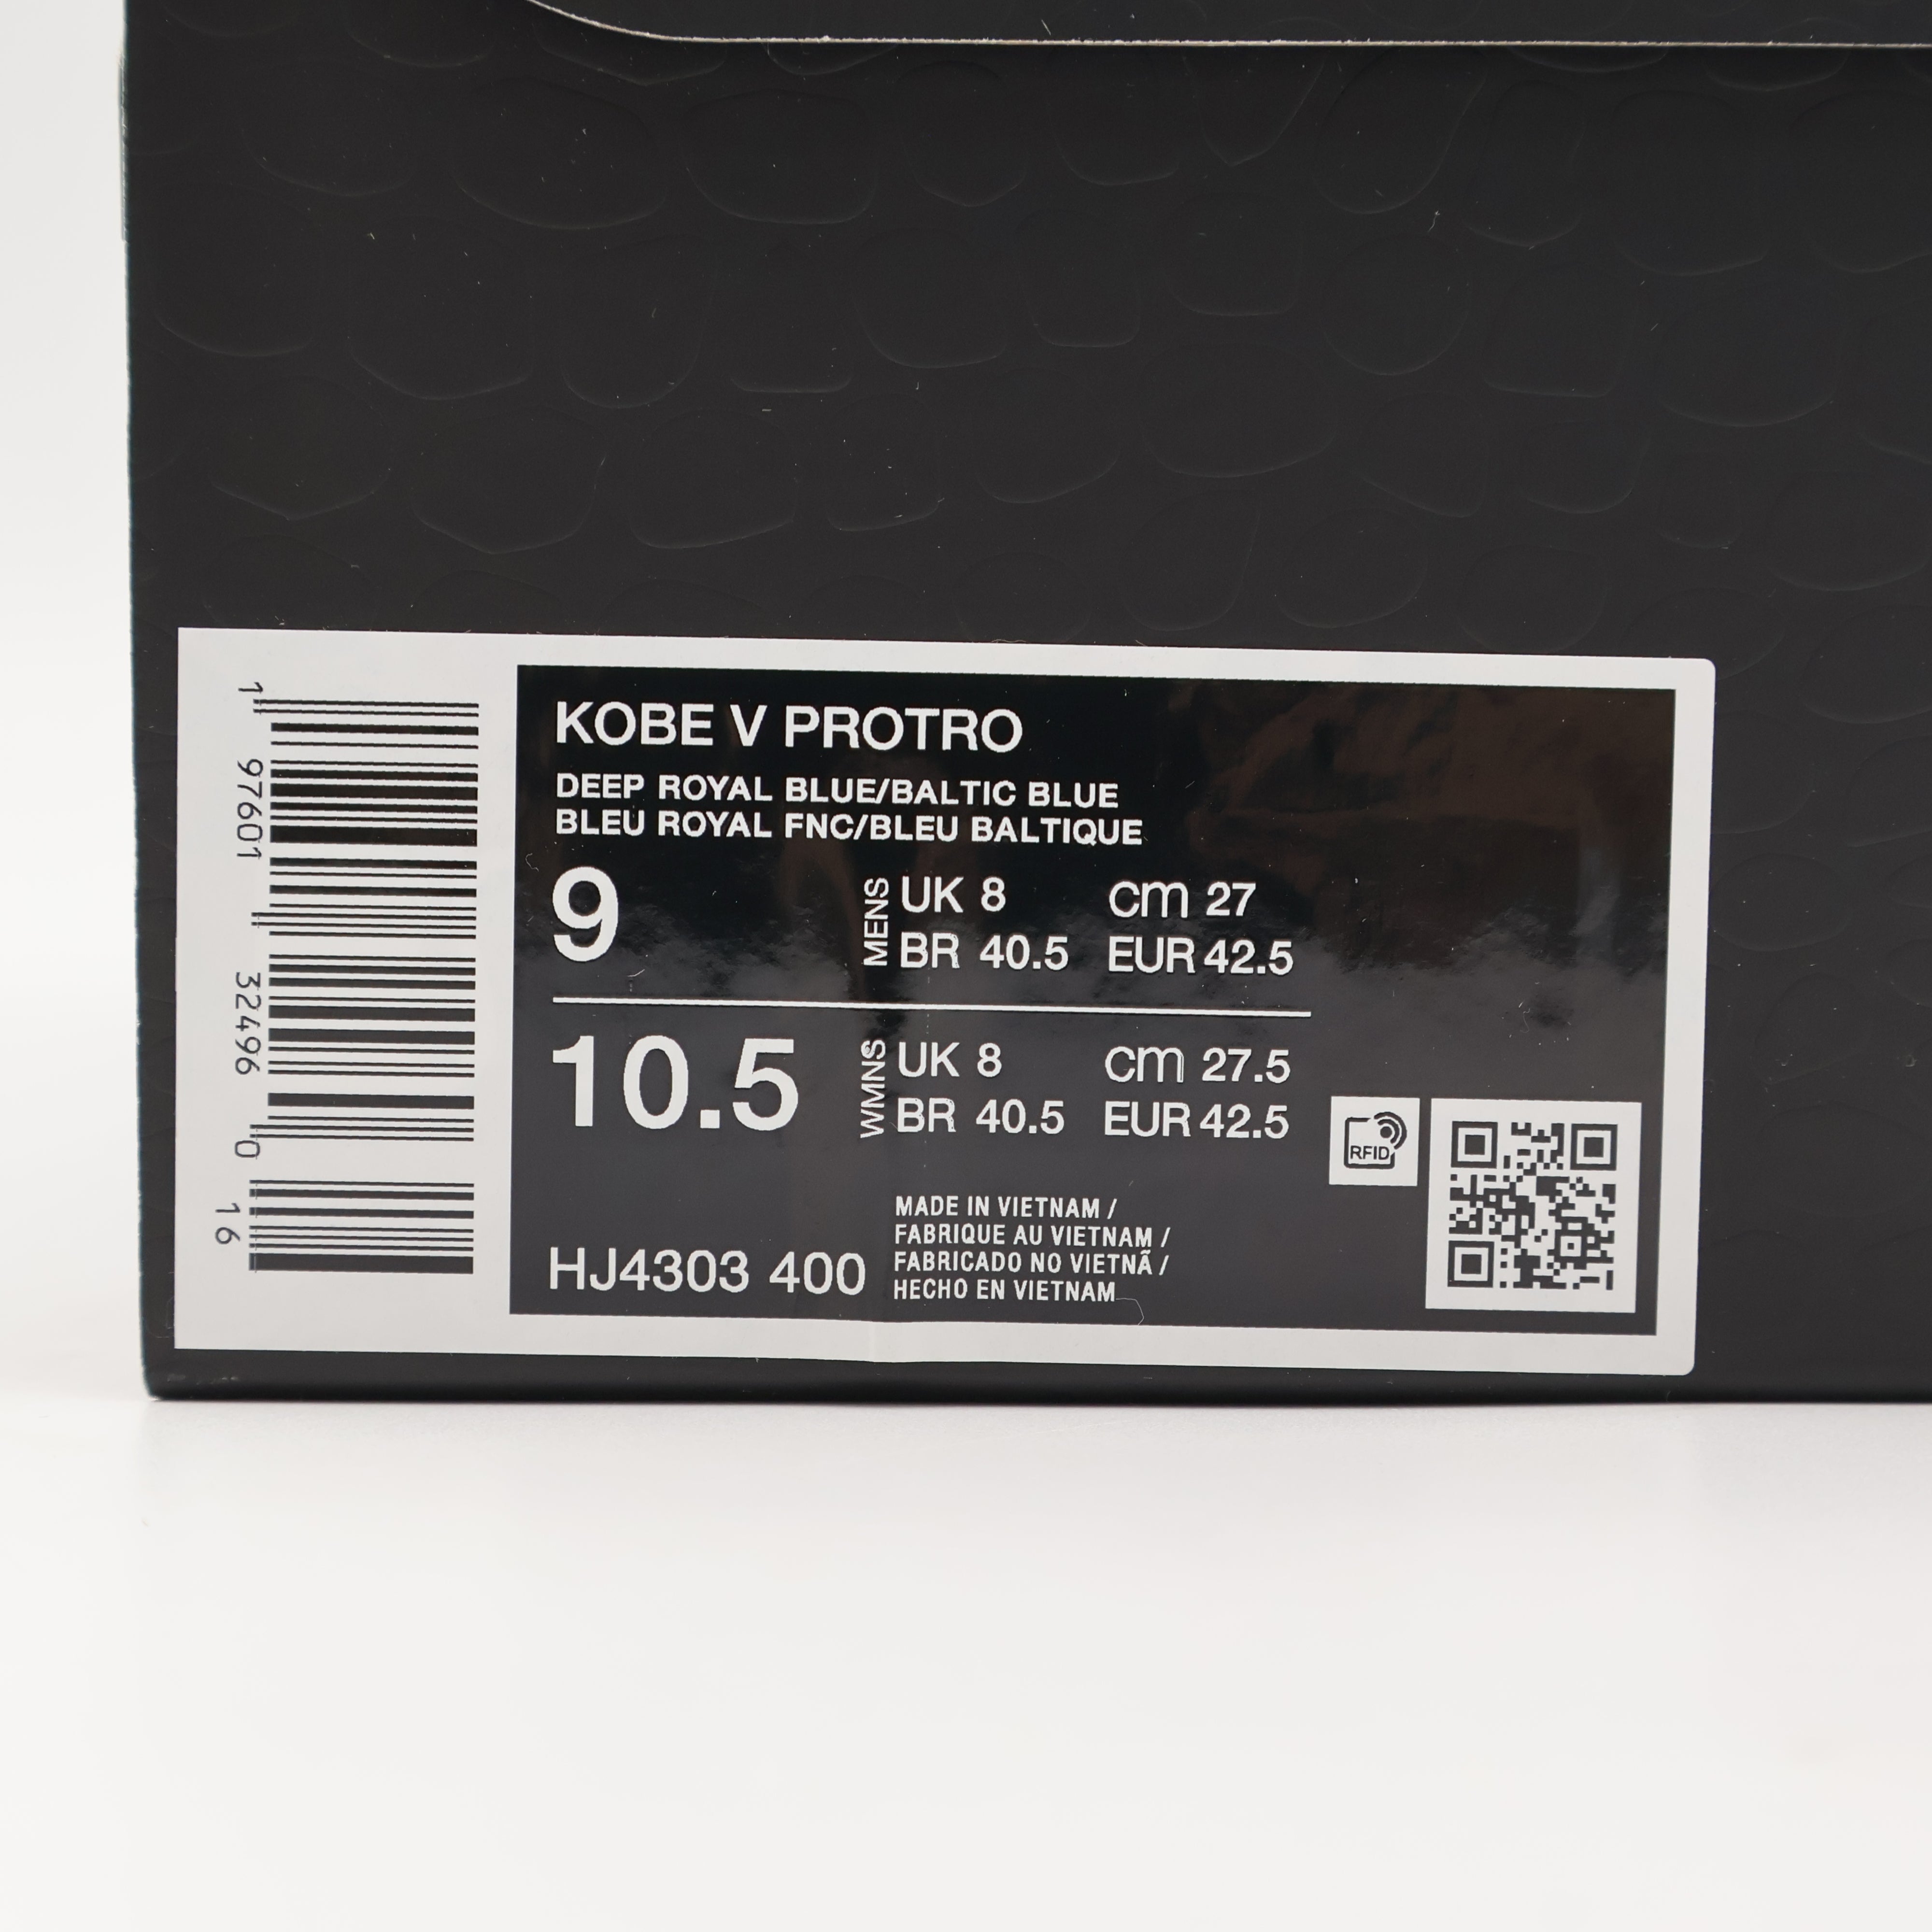 1 97601 32496 0 16
KOBE V PROTRO
DEEP ROYAL BLUE/BALTIC BLUE
BLEU ROYAL FNC/BLEU BALTIQUE
9 MENS UK 8 cm 27
BR 40.5 EUR 42.5
10.5 WMNS UK 8 cm 27.5
BR 40.5 EUR 42.5
RFID
HJ4303 400
MADE IN VIETNAM /
FABRIQUE AU VIETNAM /
FABRICADO NO VIETNÃ /
HECHO EN VIETNAM